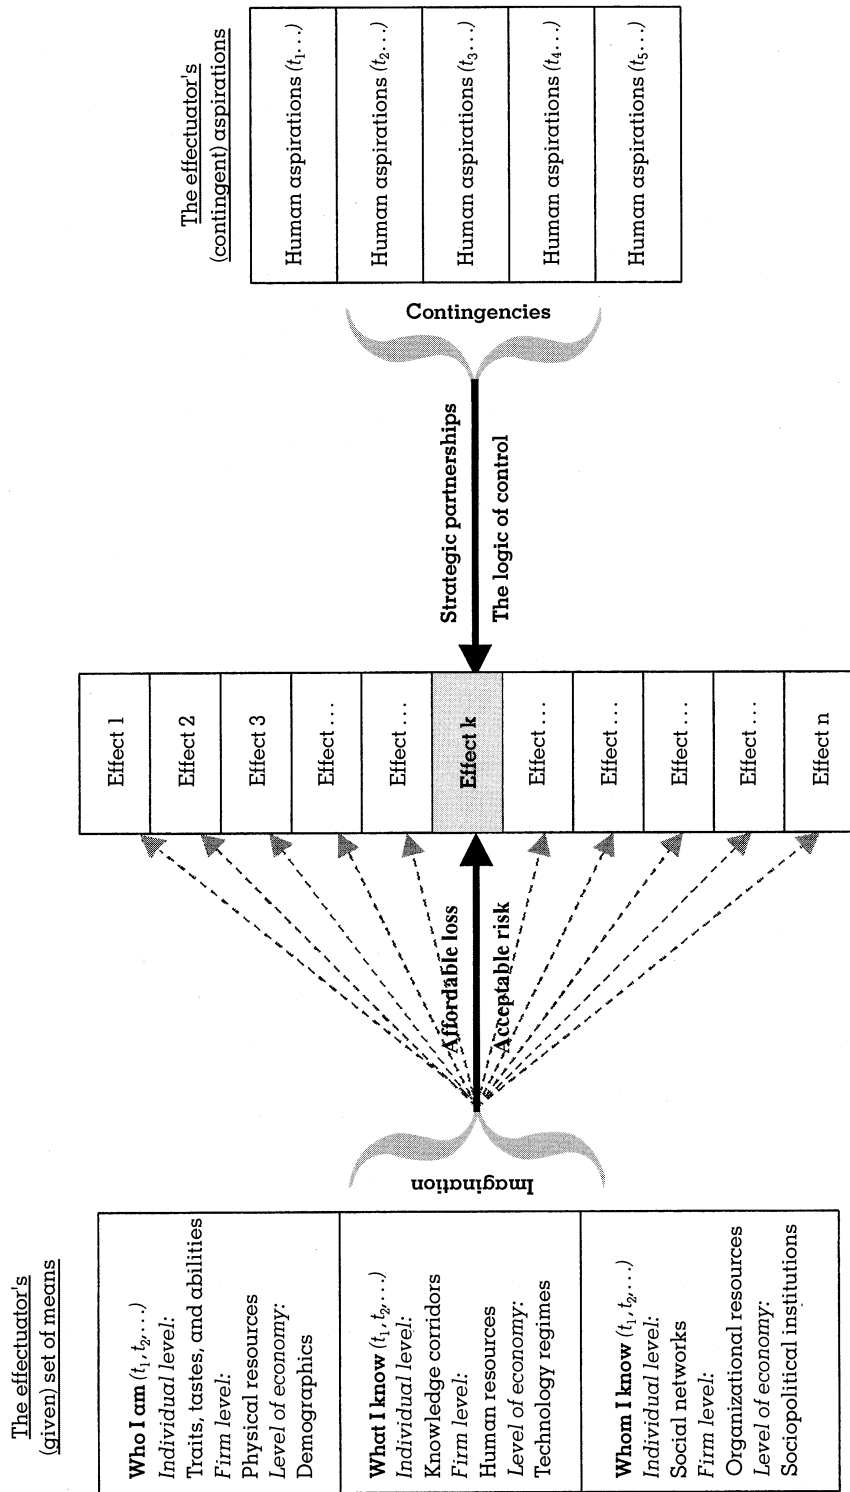 The effectuator's
(given) set of means
Who I am (t₁, t₂,...)
Individual level:
Traits, tastes, and abilities
Firm level:
Physical resources
Level of economy:
Demographics
What I know (t₁, t₂,...)
Individual level:
Knowledge corridors
Firm level:
Human resources
Level of economy:
Technology regimes
Whom I know (t₁, t₂,...)
Individual level:
Social networks
Firm level:
Organizational resources
Level of economy:
Sociopolitical institutions
Imagination
Affordable loss
Acceptable risk
Effect 1
Effect 2
Effect 3
Effect ...
Effect ...
Effect k
Effect ...
Effect ...
Effect ...
Effect ...
Effect n
Strategic partnerships
The logic of control
Contingencies
The effectuator's
(contingent) aspirations
Human aspirations (t₁...)
Human aspirations (t₂...)
Human aspirations (t₃...)
Human aspirations (t₄...)
Human aspirations (t₅...)